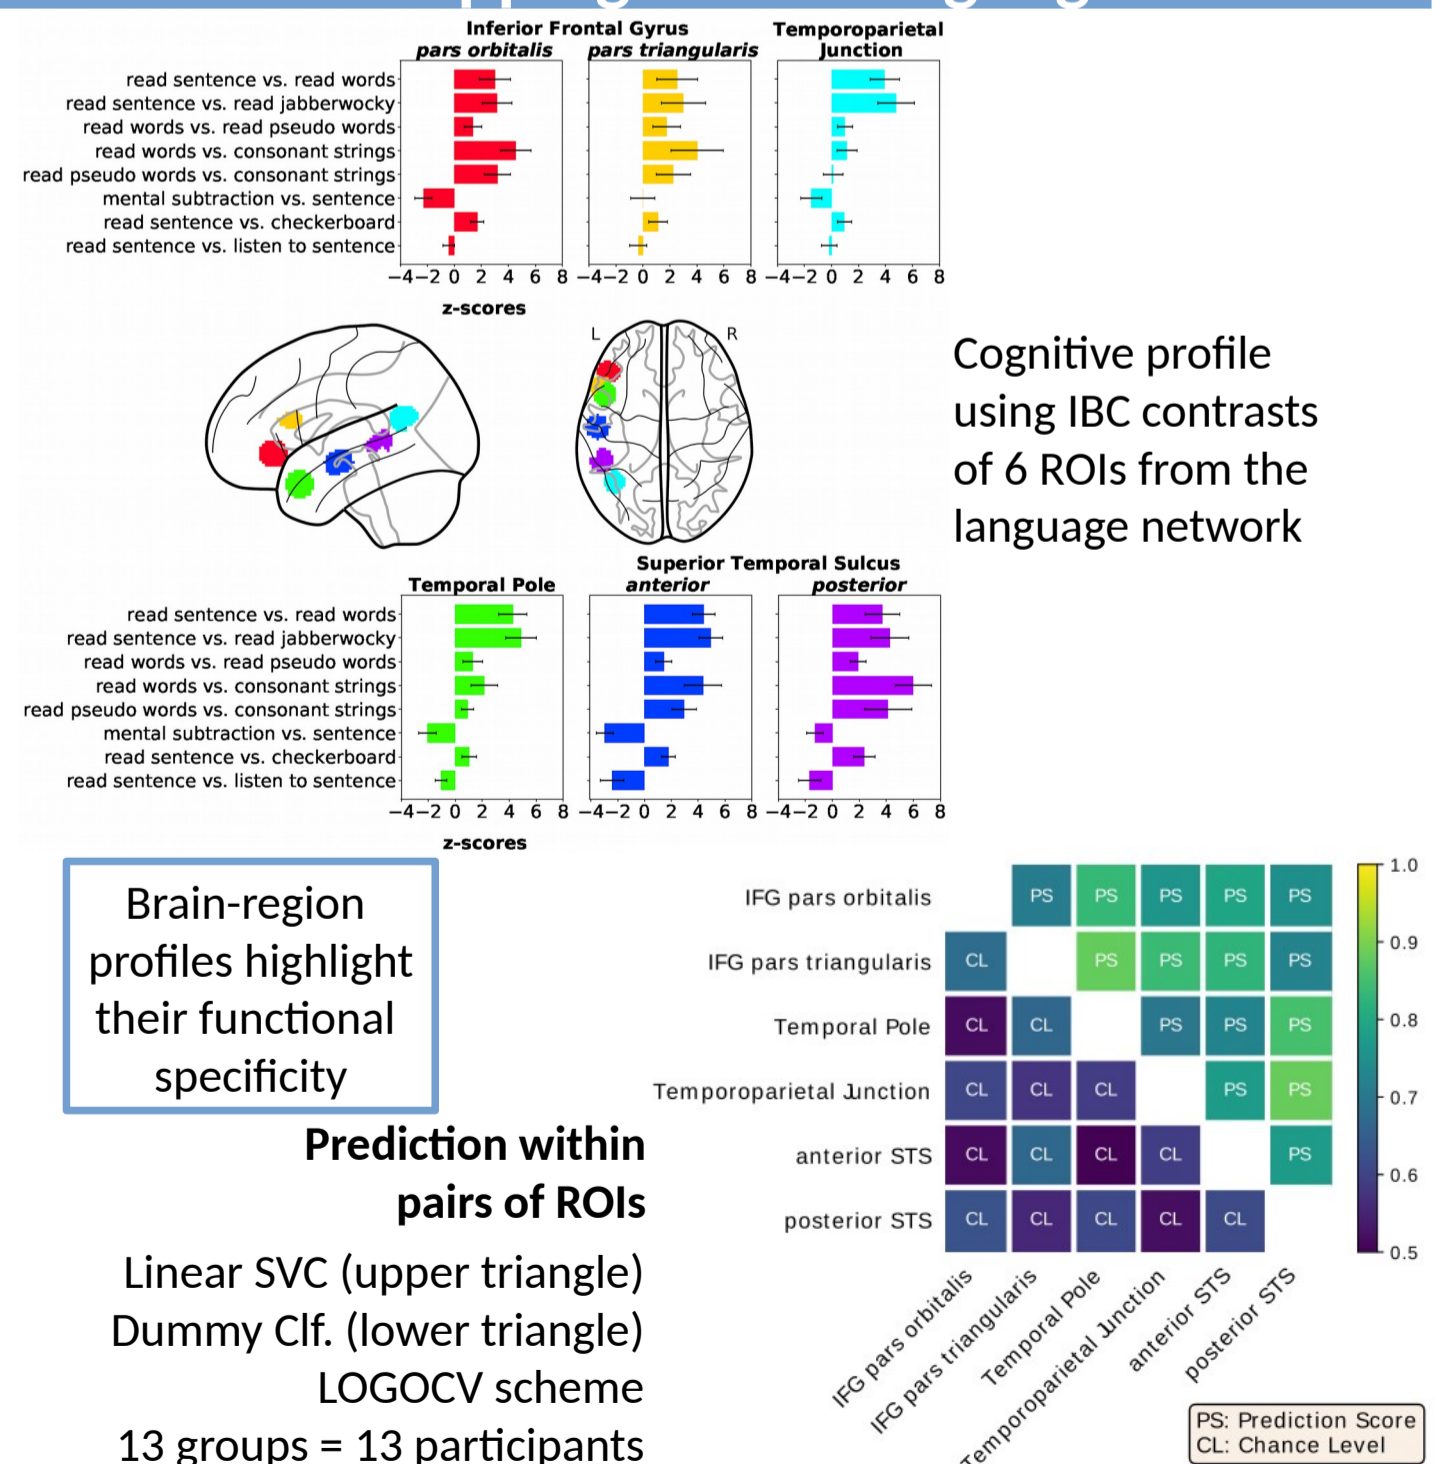 Inferior Frontal Gyrus
pars orbitalis
pars triangularis
Temporoparietal
Junction
read sentence vs. read words
read sentence vs. read jabberwocky
read words vs. read pseudo words
read words vs. consonant strings
read pseudo words vs. consonant strings
mental subtraction vs. sentence
read sentence vs. checkerboard
read sentence vs. listen to sentence
−4 −2 0 2 4 6 8 −4 −2 0 2 4 6 8 −4 −2 0 2 4 6 8
z-scores
L R
Cognitive profile
using IBC contrasts
of 6 ROIs from the
language network
Superior Temporal Sulcus
Temporal Pole
anterior
posterior
read sentence vs. read words
read sentence vs. read jabberwocky
read words vs. read pseudo words
read words vs. consonant strings
read pseudo words vs. consonant strings
mental subtraction vs. sentence
read sentence vs. checkerboard
read sentence vs. listen to sentence
−4 −2 0 2 4 6 8 −4 −2 0 2 4 6 8 −4 −2 0 2 4 6 8
z-scores
Brain-region
profiles highlight
their functional
specificity
Prediction within
pairs of ROIs
Linear SVC (upper triangle)
Dummy Clf. (lower triangle)
LOGOCV scheme
13 groups = 13 participants
IFG pars orbitalis PS PS PS PS PS
IFG pars triangularis CL PS PS PS PS
Temporal Pole CL CL PS PS PS
Temporoparietal Junction CL CL CL PS PS
anterior STS CL CL CL CL PS
posterior STS CL CL CL CL CL
IFG pars orbitalis
IFG pars triangularis
Temporal Pole
Temporoparietal Junction
anterior STS
posterior STS
1.0
0.9
0.8
0.7
0.6
0.5
PS: Prediction Score
CL: Chance Level